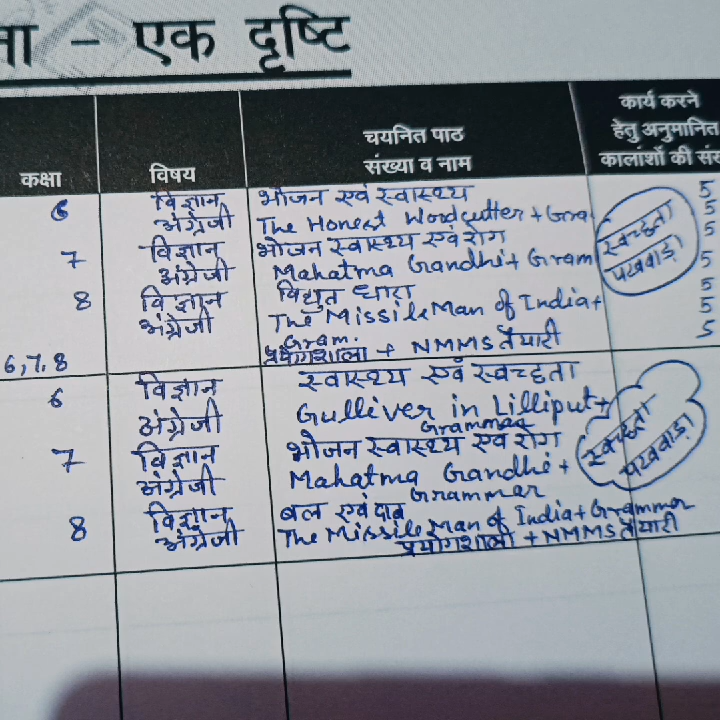 ना - एक दृष्टि
कक्षा विषय चयनित पाठ संख्या व नाम कार्य करने हेतु अनुमानित कालांशों की संख
6 विज्ञान भोजन एवं स्वास्थ्य 5
अंग्रेजी The Honest Woodcutter + Gra 5
7 विज्ञान भोजन स्वास्थ्य एवं रोग 5
अंग्रेजी Mahatma Gandhi + Gram 5
स्वच्छता
पखवाड़ा
8 विज्ञान विद्युत धारा 5
अंग्रेजी The Missile Man of India + 5
Gram.
6,7,8 प्रयोगशाला + NMMS तैयारी 5
6 विज्ञान स्वास्थ्य एवं स्वच्छता
अंग्रेजी Gulliver in Lilliput +
Grammar
7 विज्ञान भोजन स्वास्थ्य एवं रोग
अंग्रेजी Mahatma Gandhi +
Grammar
स्वच्छता
पखवाड़ा
8 विज्ञान बल एवं दाब
अंग्रेजी The Missile Man of India + Grammar
प्रयोगशाला + NMMS तैयारी